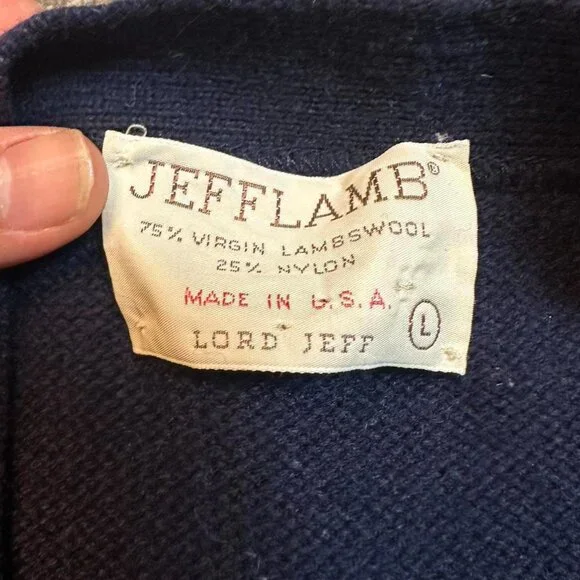 JEFFLAMB®
75% VIRGIN LAMBSWOOL
25% NYLON
MADE IN U.S.A.
LORD JEFF L